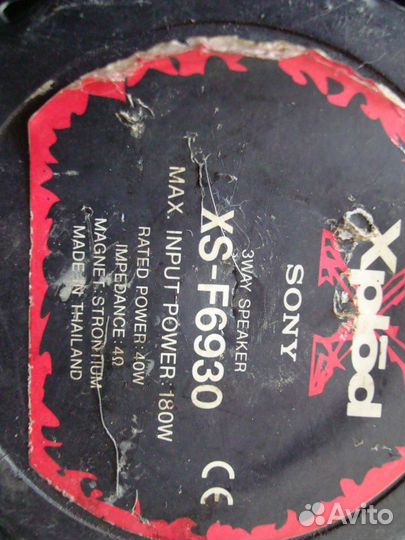 Xplōd
SONY
3WAY SPEAKER
XS-F6930
MAX. INPUT POWER: 180W
RATED POWER: 40W
IMPEDANCE: 4Ω
MAGNET: STRONTIUM
MADE IN THAILAND
CE
Avito